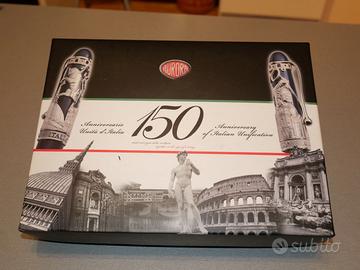 AURORA
150
Anniversario
Unità d'Italia
Anniversary
of Italian Unification
subito